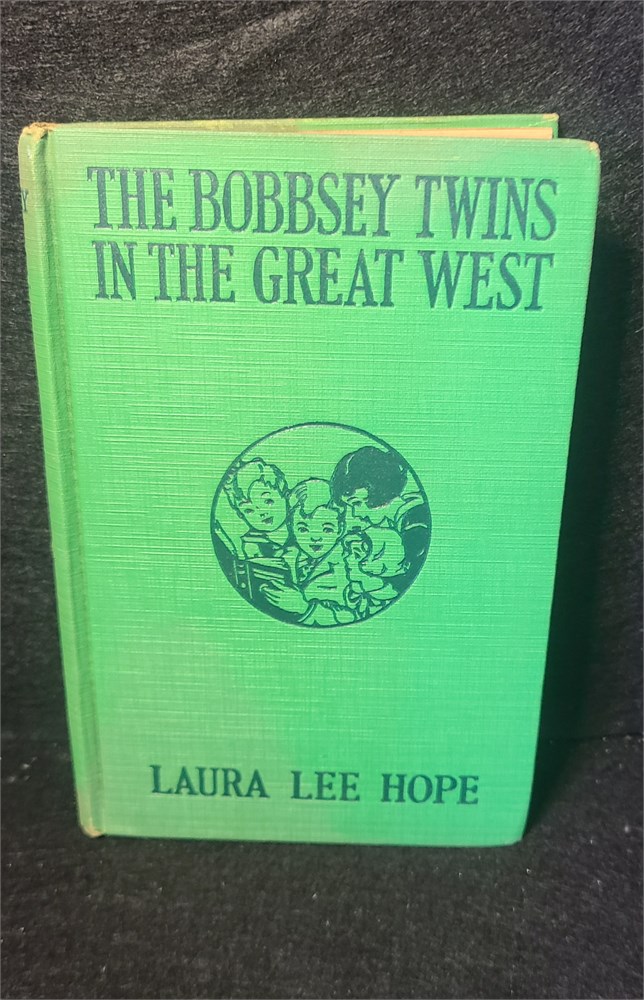 THE BOBBSEY TWINS
IN THE GREAT WEST
LAURA LEE HOPE